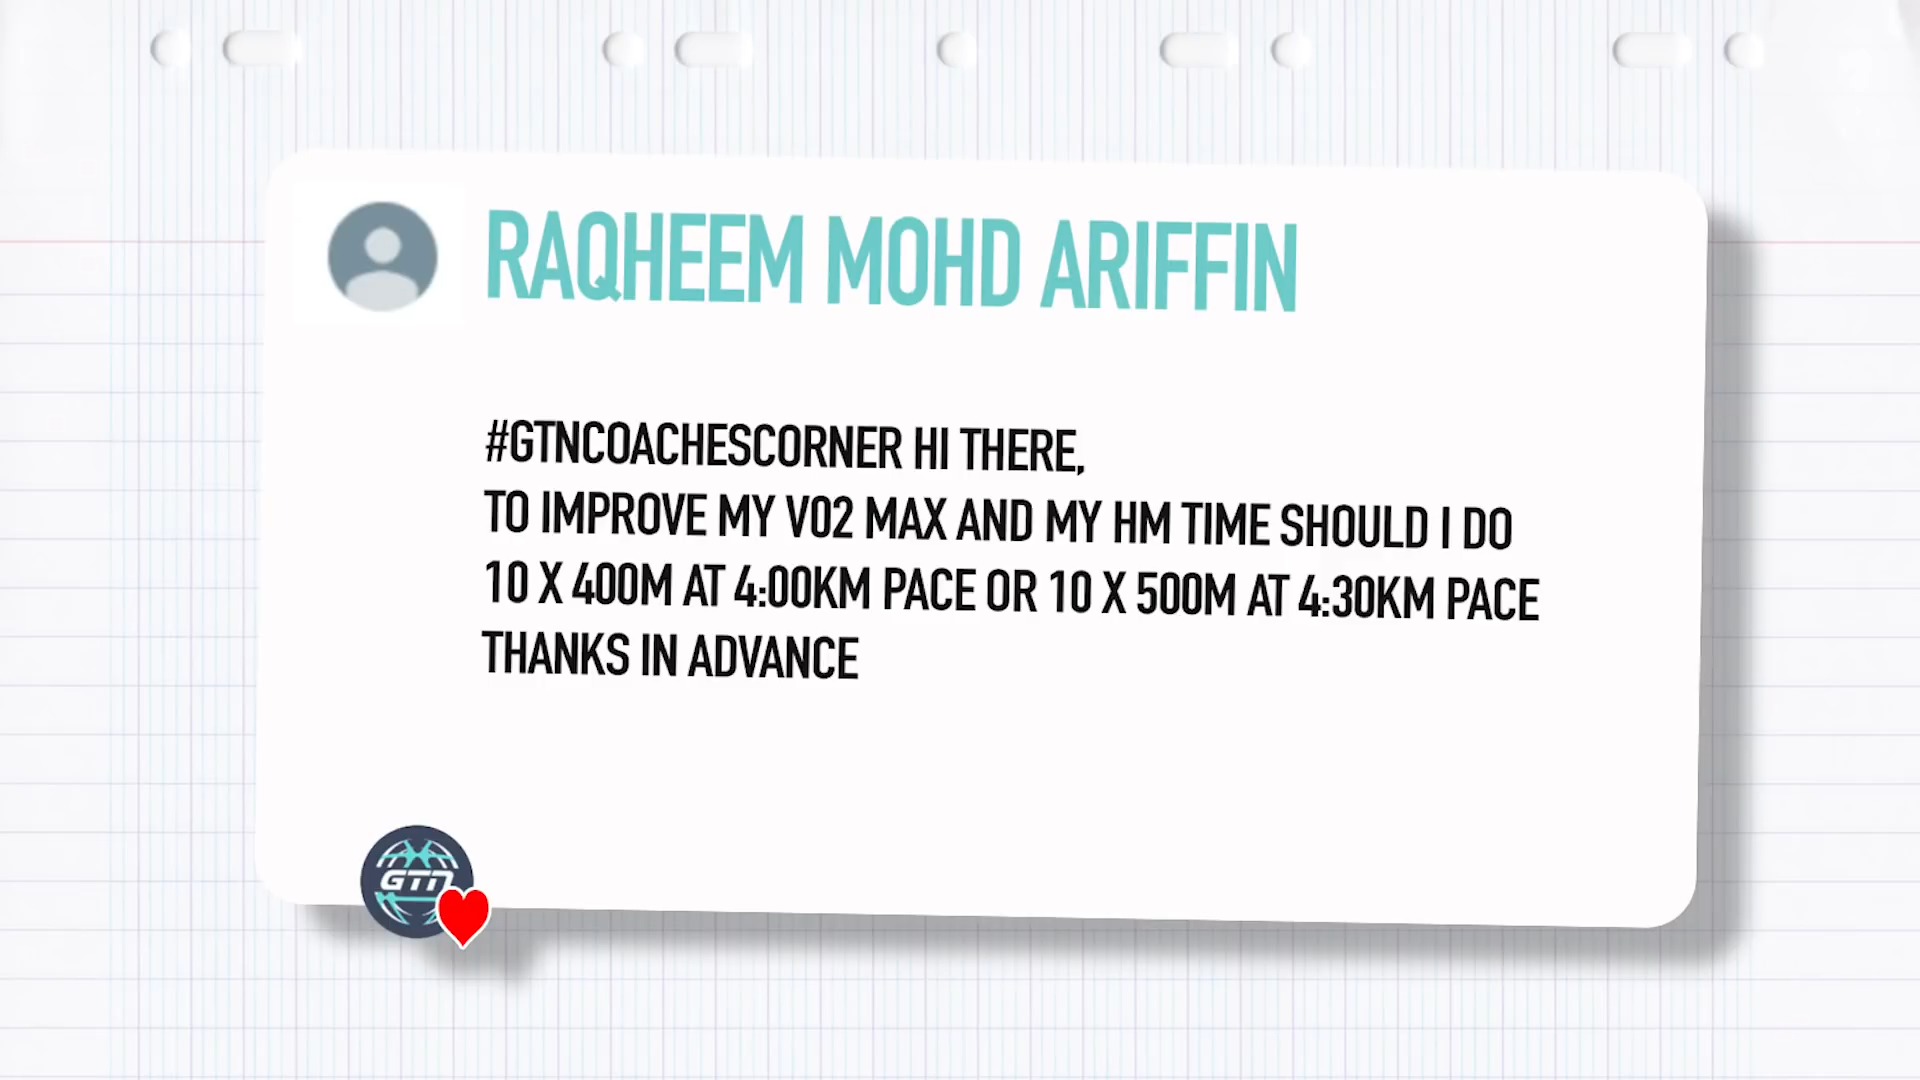 RAQHEEM MOHD ARIFFIN
#GTNCOACHESCORNER HI THERE,
TO IMPROVE MY VO2 MAX AND MY HM TIME SHOULD I DO
10 X 400M AT 4:00KM PACE OR 10 X 500M AT 4:30KM PACE
THANKS IN ADVANCE
GTN